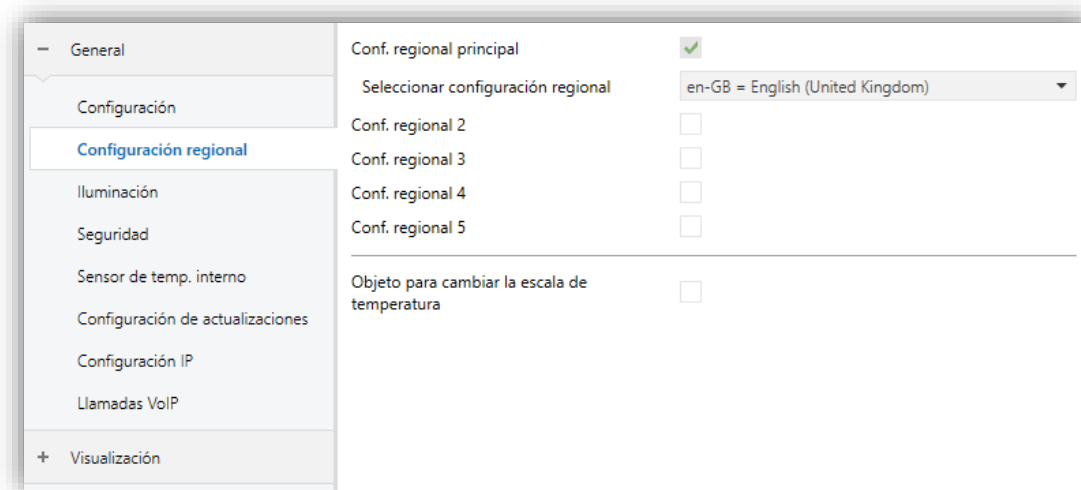 − General
Configuración
Configuración regional
Iluminación
Seguridad
Sensor de temp. interno
Configuración de actualizaciones
Configuración IP
Llamadas VoIP
+ Visualización
Conf. regional principal
Seleccionar configuración regional en-GB = English (United Kingdom)
Conf. regional 2
Conf. regional 3
Conf. regional 4
Conf. regional 5
Objeto para cambiar la escala de
temperatura